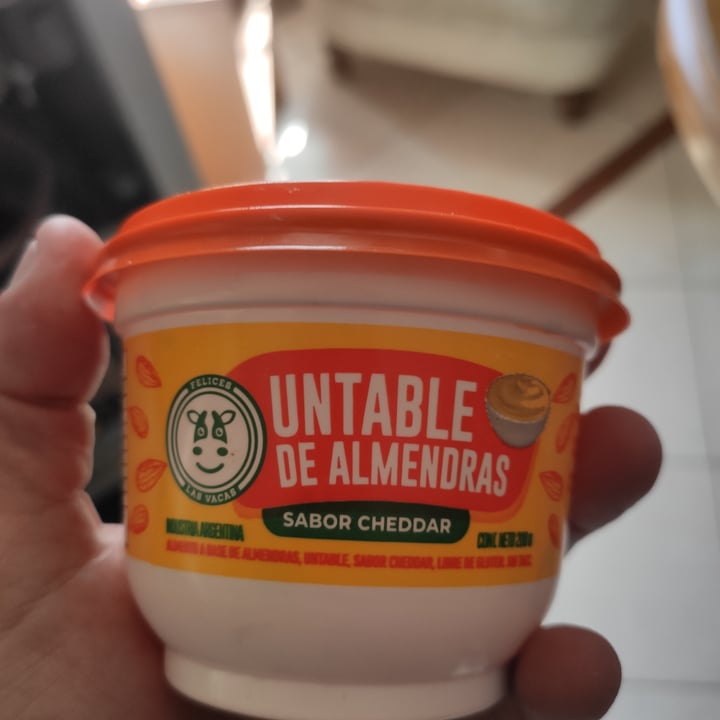 FELICES
LAS VACAS
UNTABLE
DE ALMENDRAS
SABOR CHEDDAR
INDUSTRIA ARGENTINA
CONT. NETO 200 g
ALIMENTO A BASE DE ALMENDRAS, UNTABLE, SABOR CHEDDAR, LIBRE DE GLUTEN. SIN TACC.